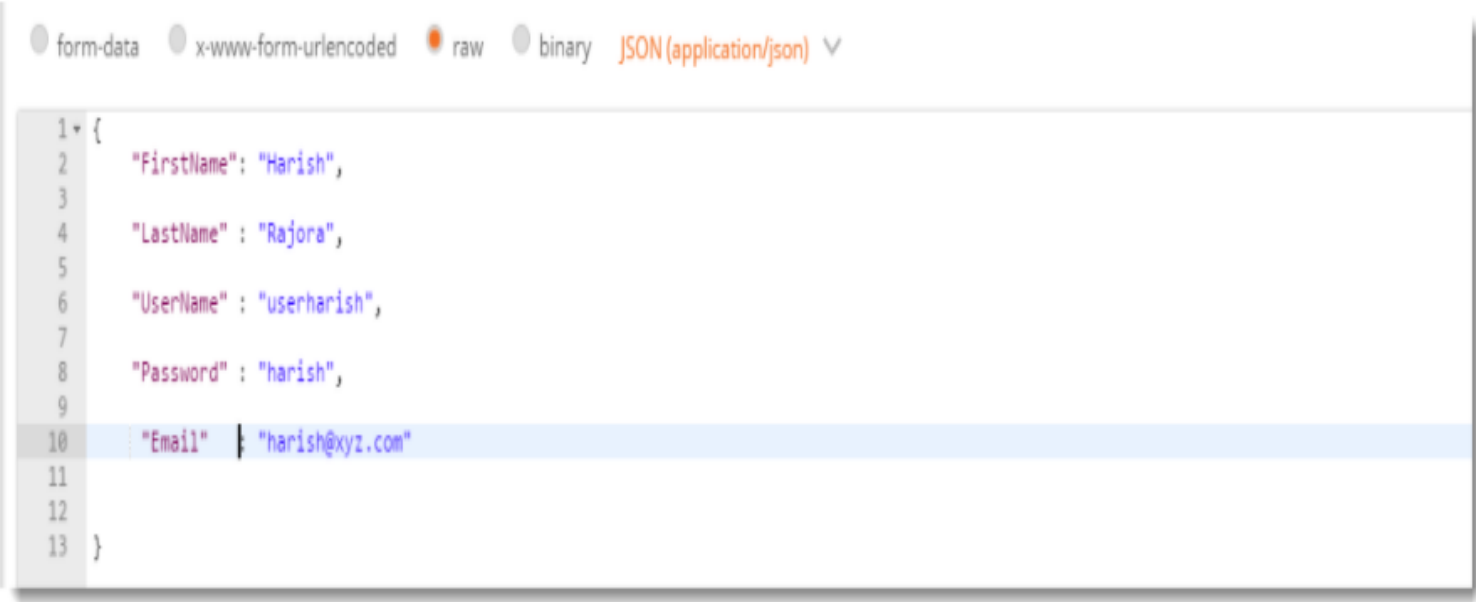 form-data x-www-form-urlencoded raw binary JSON (application/json)
1 {
2 "FirstName": "Harish",
3
4 "LastName" : "Rajora",
5
6 "UserName" : "userharish",
7
8 "Password" : "harish",
9
10 "Email" : "harish@xyz.com"
11
12
13 }